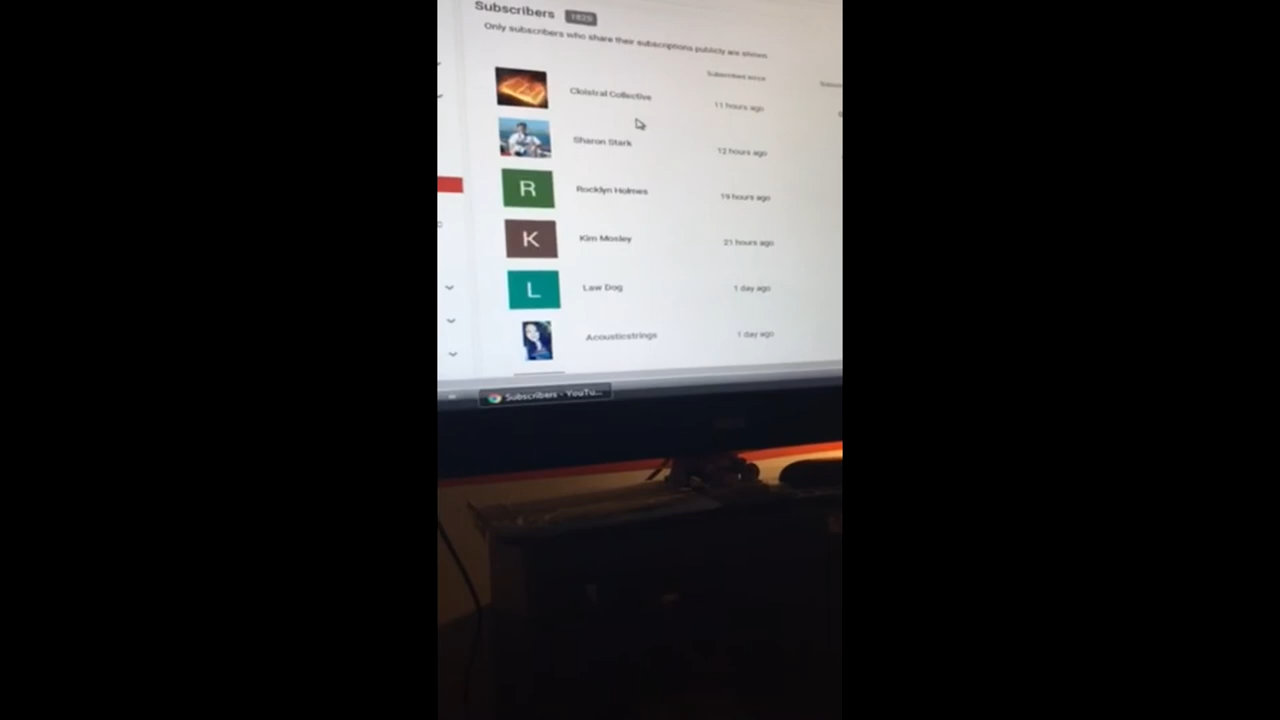 Subscribers 1825
Only subscribers who share their subscriptions publicly are shown
Subscribed since
Cloistral Collective 11 hours ago
Sharon Stark 12 hours ago
R Rocklyn Holmes 19 hours ago
K Kim Mosley 21 hours ago
L Law Dog 1 day ago
Acousticstrings 1 day ago
Subscribers - YouTu...